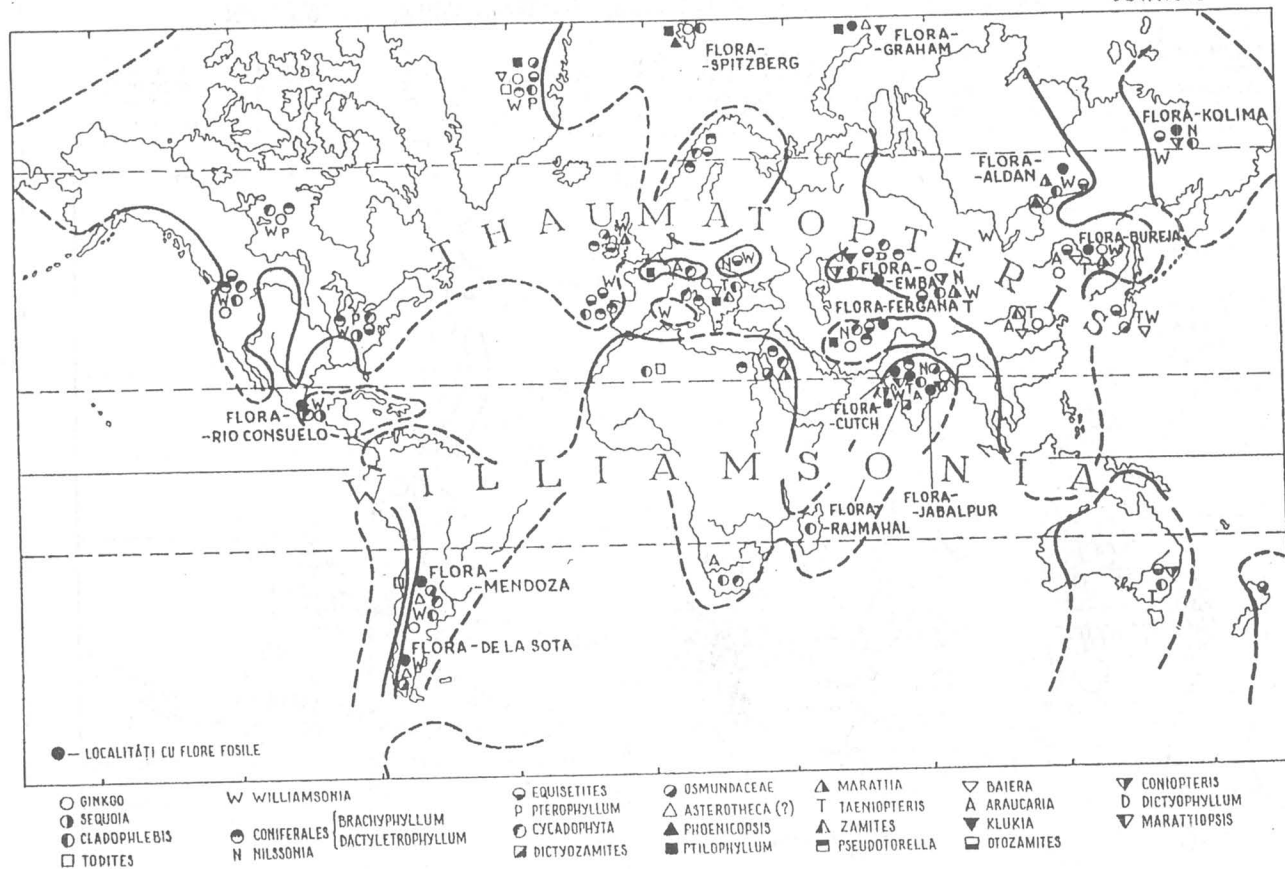 FLORA-
-SPITZBERG
FLORA-
-GRAHAM
FLORA-KOLIMA
FLORA-
-ALDAN
THAUMATOPTERIS
FLORA-BUREJA
FLORA-
EMBA
FLORA-FERGANA
FLORA-
-RIO CONSUELO
FLORA-
-CUTCH
WILLIAMSONIA
FLORA-
-RAJMAHAL
FLORA-
-JABALPUR
FLORA-
-MENDOZA
FLORA-DE LA SOTA
— LOCALITĂȚI CU FLORE FOSILE
GINKGO
SEQUOIA
CLADOPHLEBIS
TODITES
W WILLIAMSONIA
CONIFERALES
BRACHYPHYLLUM
DACTYLETROPHYLLUM
N NILSSONIA
EQUISETITES
P PTEROPHYLLUM
CYCADOPHYTA
DICTYOZAMITES
OSMUNDACEAE
ASTEROTHECA (?)
PHOENICOPSIS
PTILOPHYLLUM
MARATTIA
T TAENIOPTERIS
ZAMITES
PSEUDOTORELLA
BAIERA
A ARAUCARIA
KLUKIA
OTOZAMITES
CONIOPTERIS
D DICTYOPHYLLUM
MARATTIOPSIS